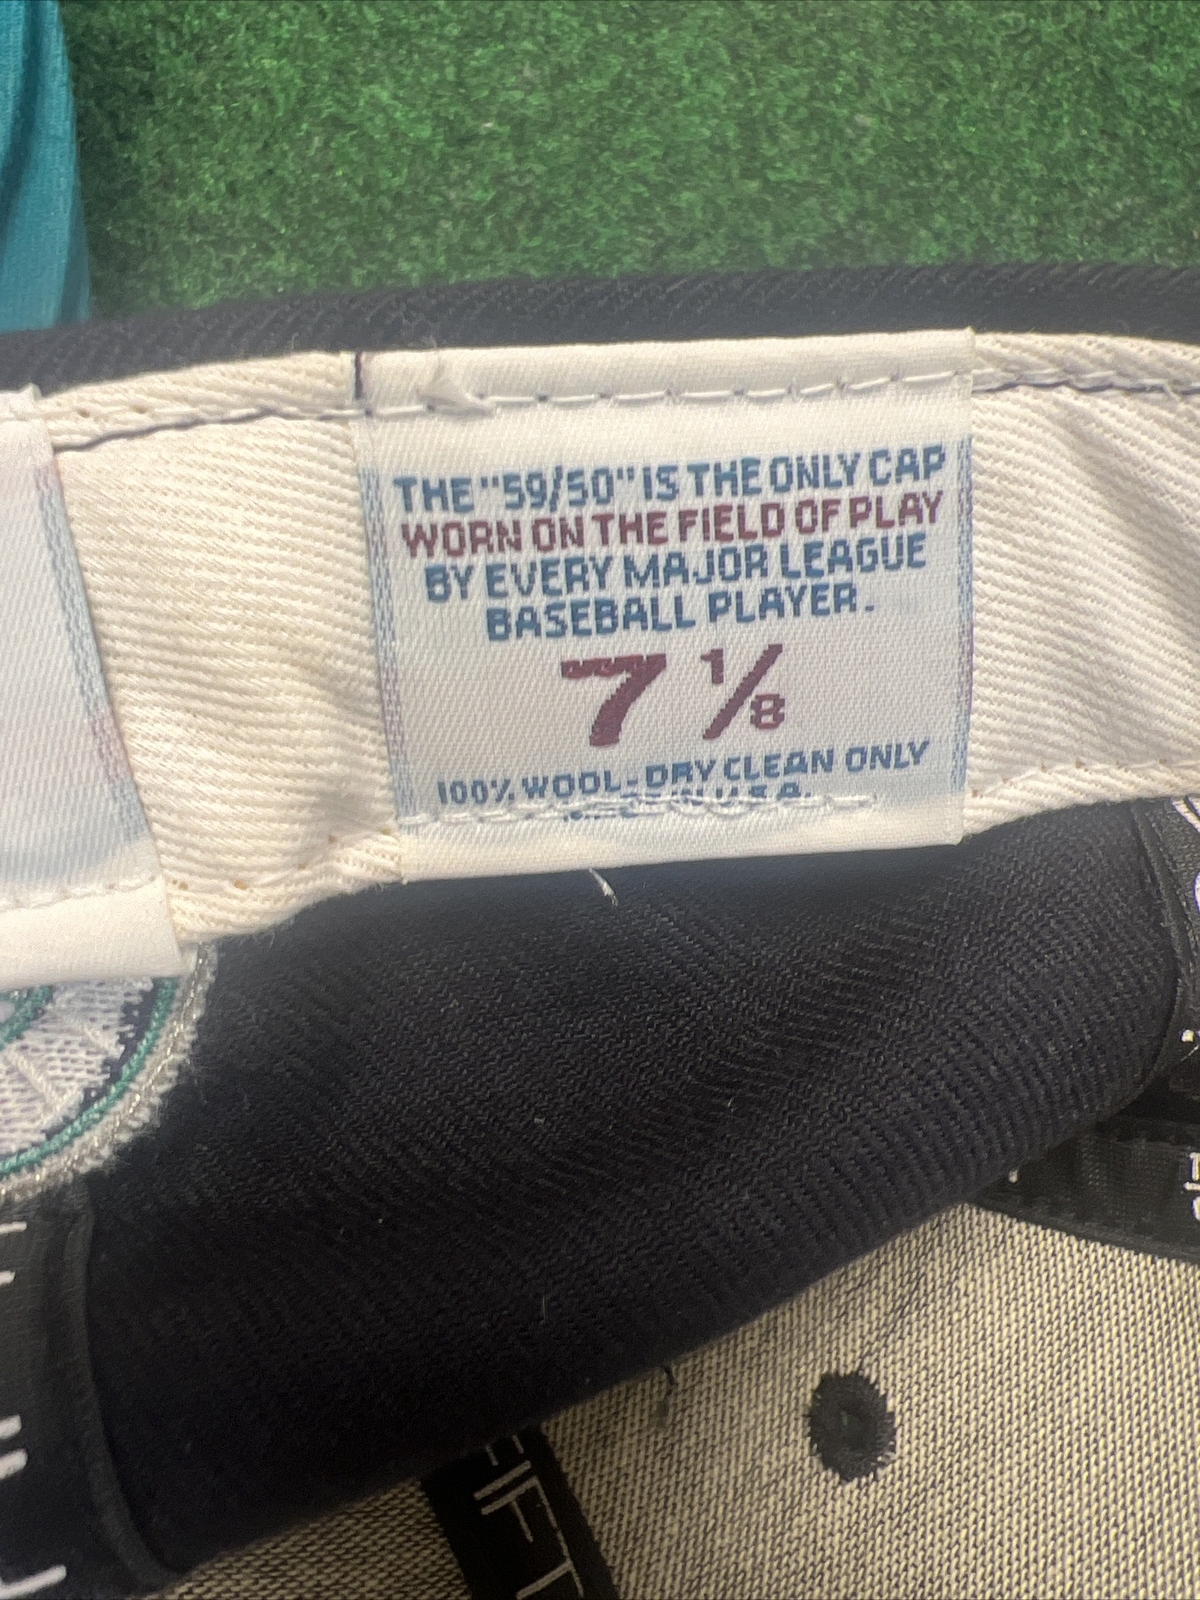 THE "59/50" IS THE ONLY CAP
WORN ON THE FIELD OF PLAY
BY EVERY MAJOR LEAGUE
BASEBALL PLAYER.
7 1/8
100% WOOL-DRY CLEAN ONLY
U.S.A.